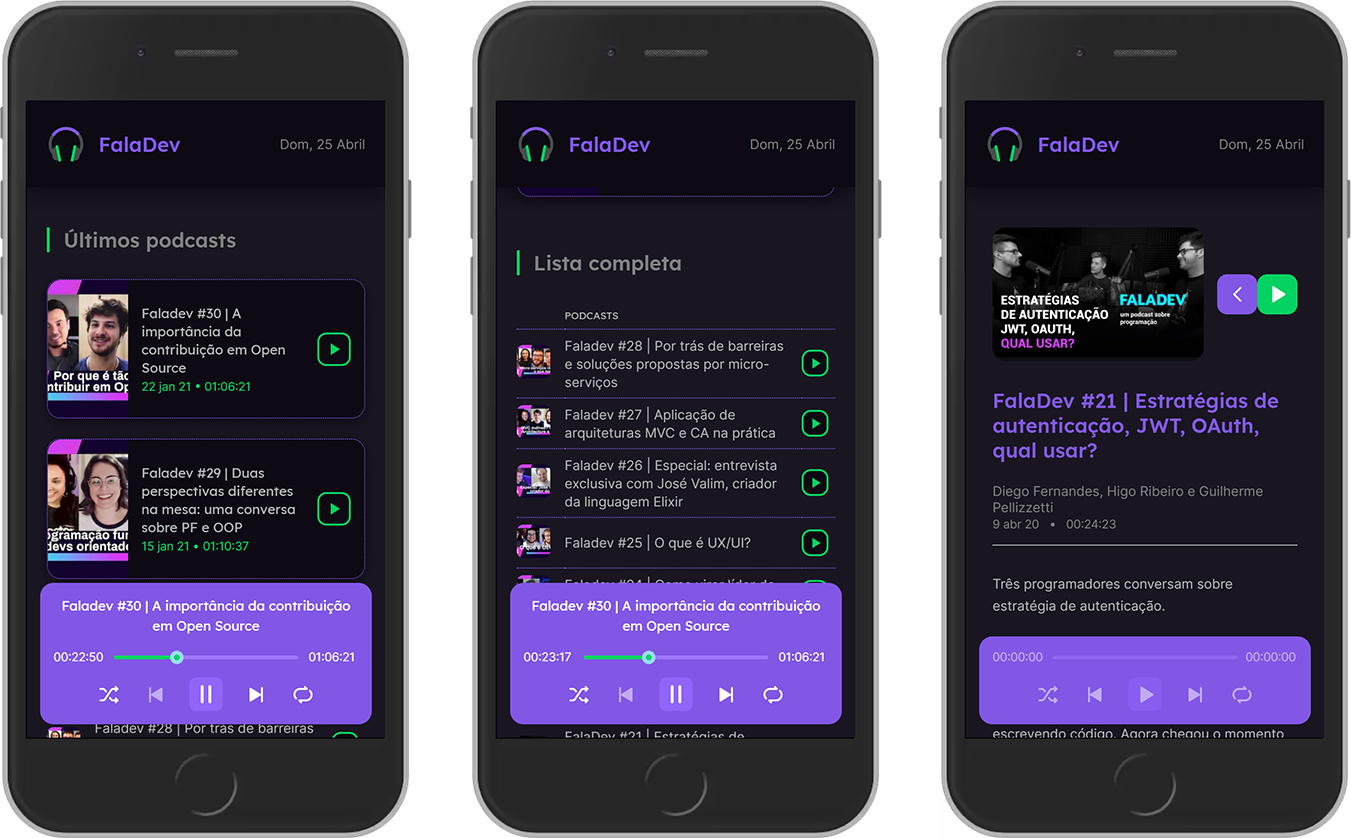 FalaDev
Dom, 25 Abril
Últimos podcasts
Faladev #30 | A
importância da
contribuição em Open
Source
22 jan 21 • 01:06:21
Por que é tão
ntribuir em Op
Faladev #29 | Duas
perspectivas diferentes
na mesa: uma conversa
sobre PF e OOP
15 jan 21 • 01:10:37
ogramação fun
devs orientado
Faladev #30 | A importância da contribuição
em Open Source
00:22:50
01:06:21
Faladev #28 | Por trás de barreiras
FalaDev
Dom, 25 Abril
Lista completa
PODCASTS
Faladev #28 | Por trás de barreiras
e soluções propostas por micro-
serviços
Faladev #27 | Aplicação de
arquiteturas MVC e CA na prática
Faladev #26 | Especial: entrevista
exclusiva com José Valim, criador
da linguagem Elixir
Faladev #25 | O que é UX/UI?
Faladev #24 | Como virar líder de
Faladev #30 | A importância da contribuição
em Open Source
00:23:17
01:06:21
FalaDev #21 | Estratégias de
FalaDev
Dom, 25 Abril
ESTRATÉGIAS
DE AUTENTICAÇÃO
JWT, OAUTH,
QUAL USAR?
FALADEV
um podcast sobre
programação
FalaDev #21 | Estratégias de
autenticação, JWT, OAuth,
qual usar?
Diego Fernandes, Higo Ribeiro e Guilherme
Pellizzetti
9 abr 20 • 00:24:23
Três programadores conversam sobre
estratégia de autenticação.
00:00:00
00:00:00
escrevendo código. Agora chegou o momento